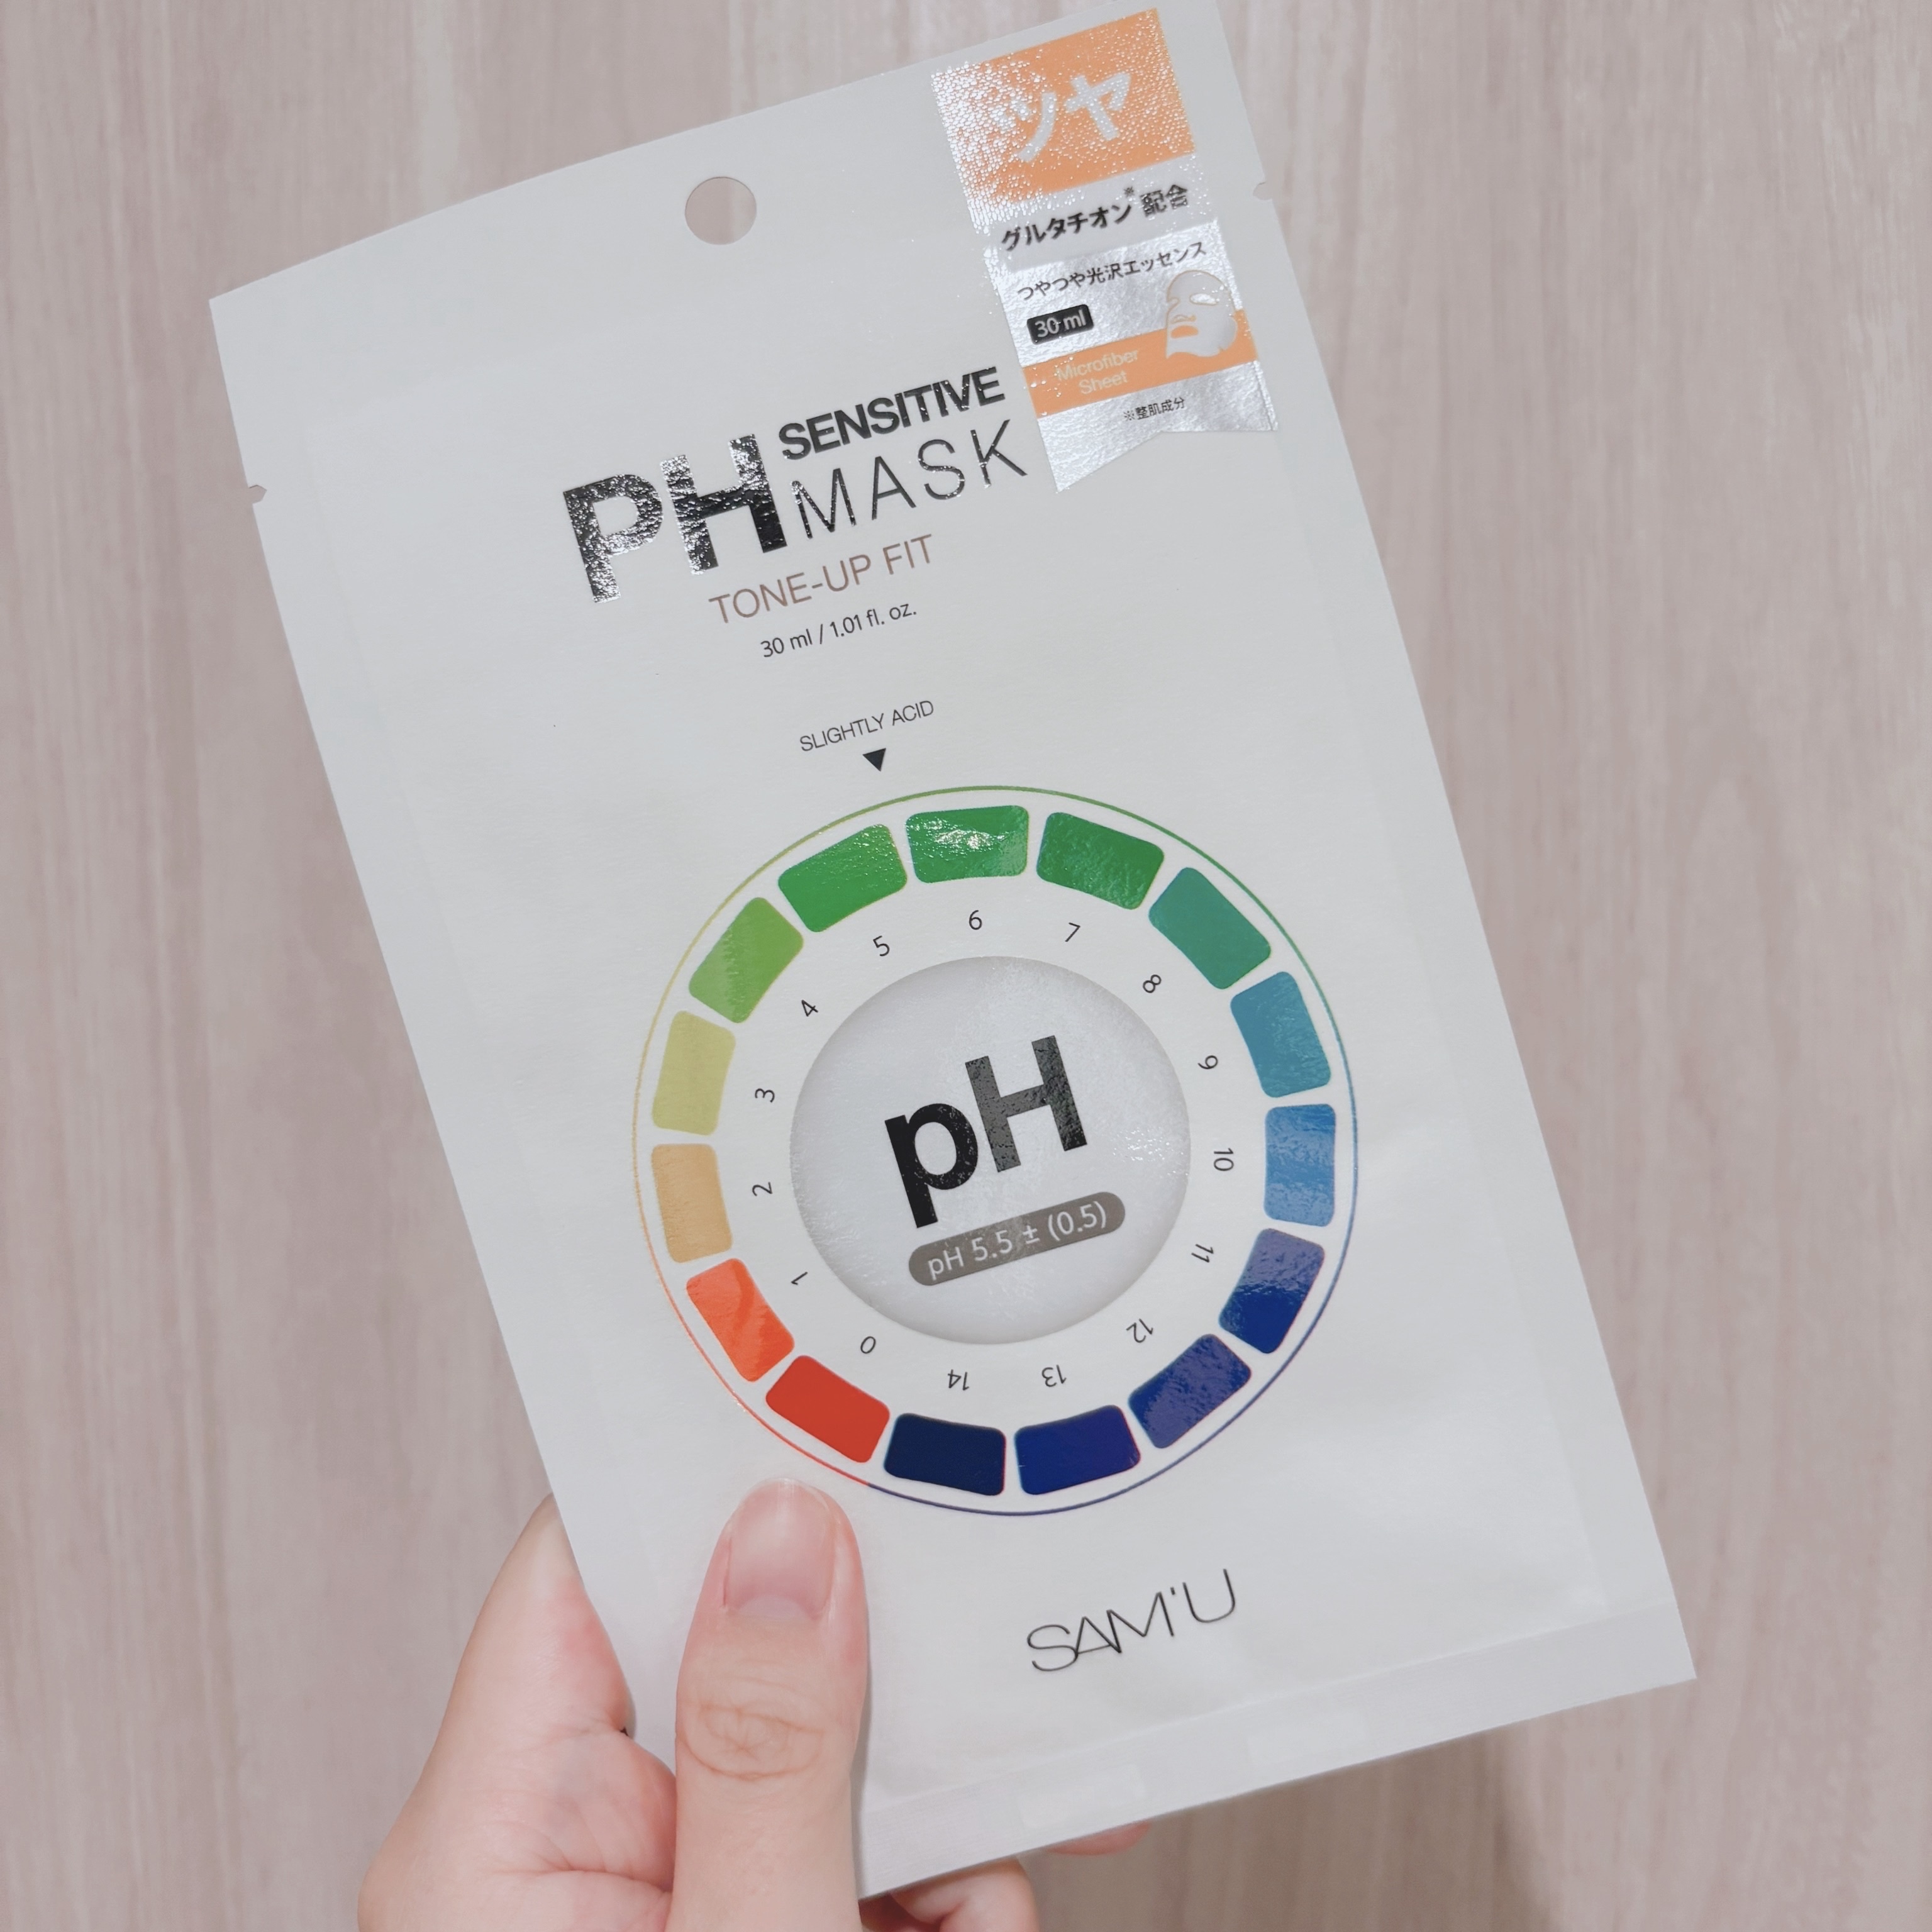 ツヤ
グルタチオン※配合
つやつや光沢エッセンス
30 ml
Microfiber
Sheet
※整肌成分
PH SENSITIVE
MASK
TONE-UP FIT
30 ml / 1.01 fl. oz.
SLIGHTLY ACID
0
1
2
3
4
5
6
7
8
9
10
11
12
13
14
pH
pH 5.5 ± (0.5)
SAM'U